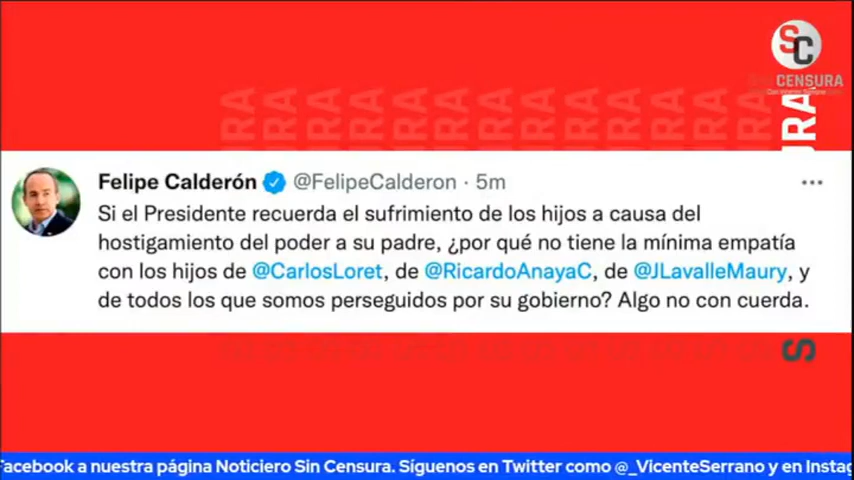 SC
CENSURA
Felipe Calderón @FelipeCalderon · 5m
Si el Presidente recuerda el sufrimiento de los hijos a causa del
hostigamiento del poder a su padre, ¿por qué no tiene la mínima empatía
con los hijos de @CarlosLoret, de @RicardoAnayaC, de @JLavalleMaury, y
de todos los que somos perseguidos por su gobierno? Algo no con cuerda.
Facebook a nuestra página Noticiero Sin Censura. Síguenos en Twitter como @_VicenteSerrano y en Instag